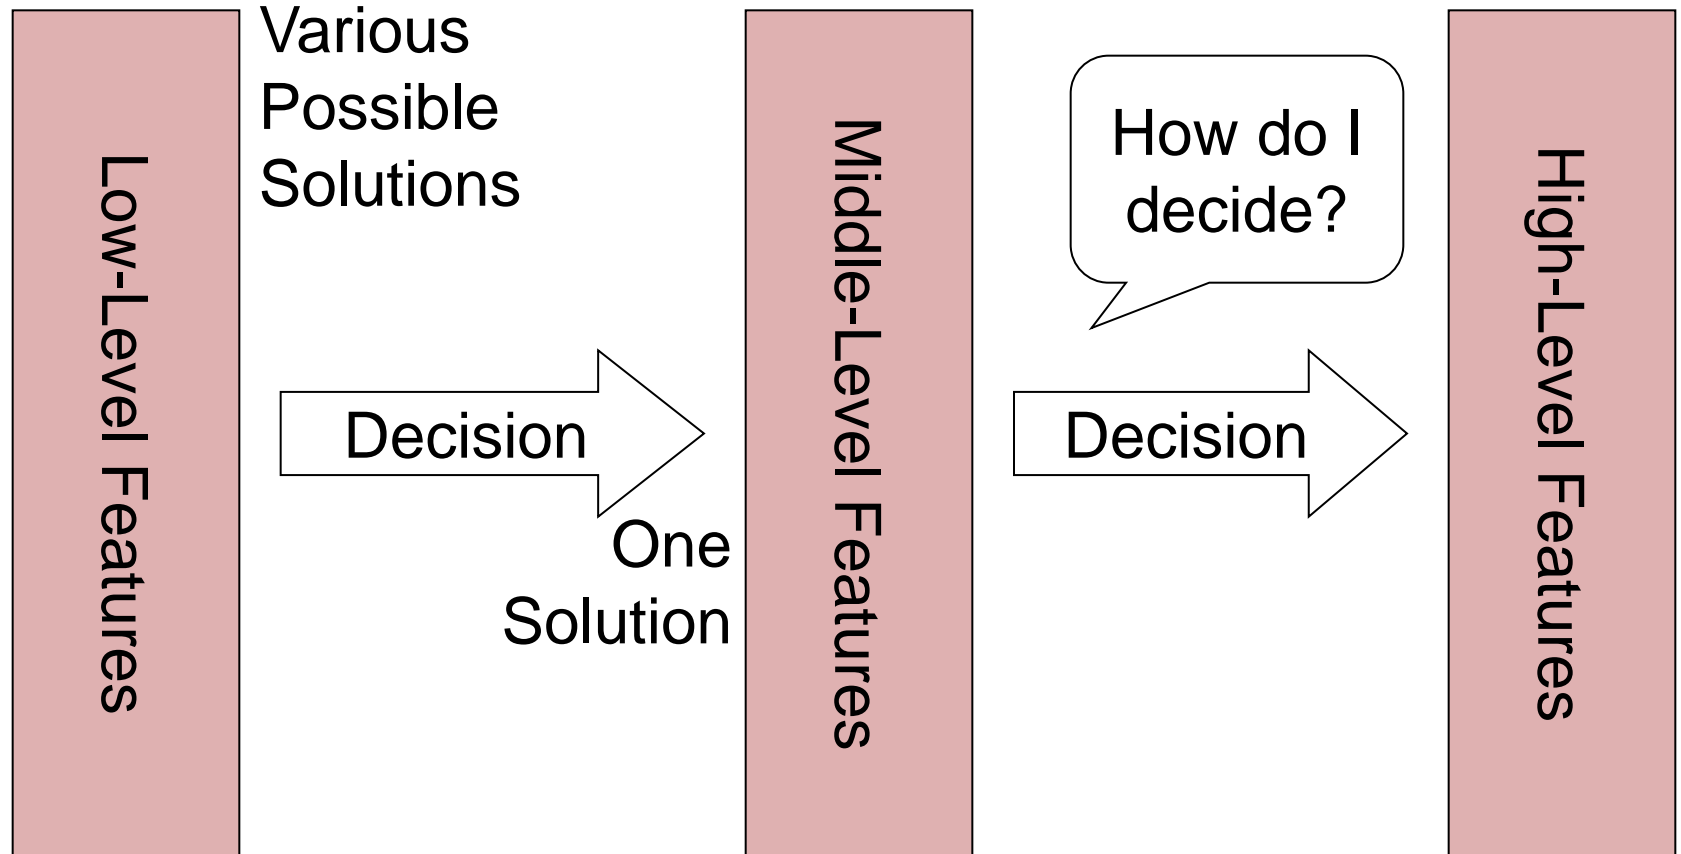 Low-Level Features
Various
Possible
Solutions
Decision
One
Solution
Middle-Level Features
How do I
decide?
Decision
High-Level Features